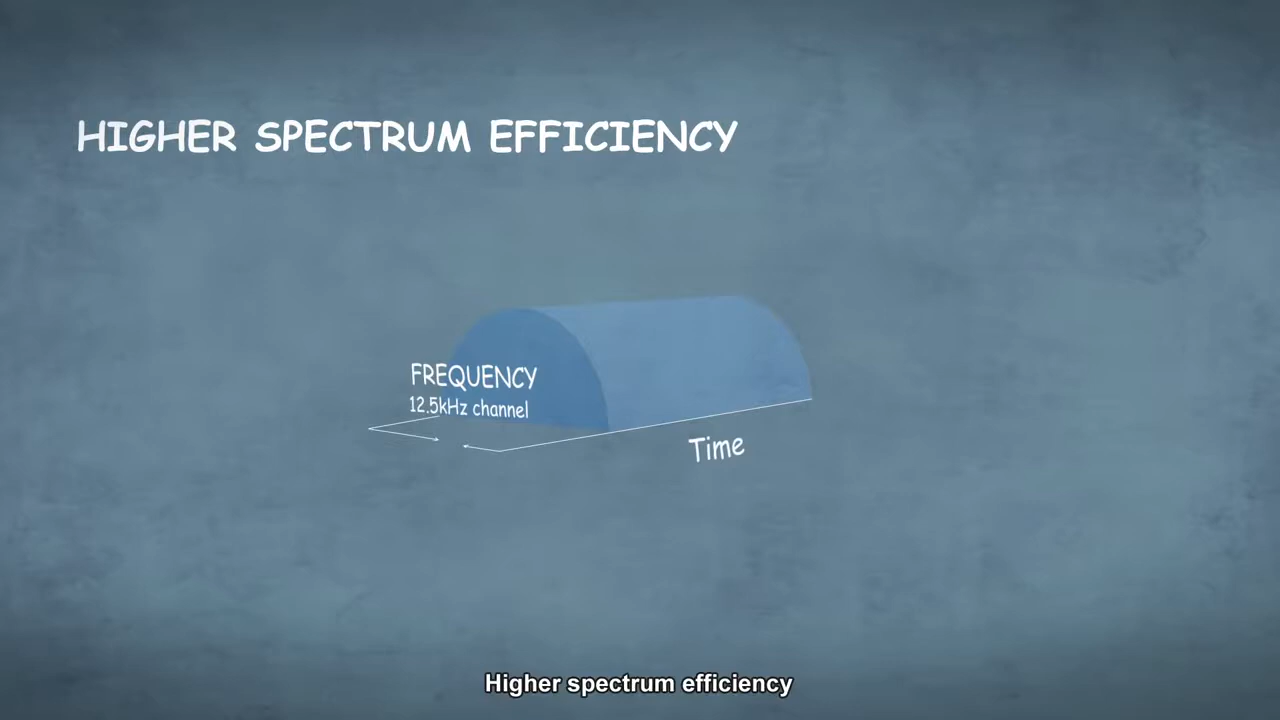 HIGHER SPECTRUM EFFICIENCY
FREQUENCY
12.5kHz channel
Time
Higher spectrum efficiency